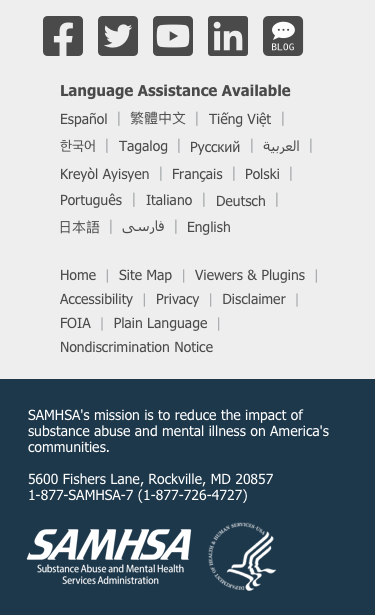 BLOG
Language Assistance Available
Español | 繁體中文 | Tiếng Việt |
한국어 | Tagalog | Русский | العربية |
Kreyòl Ayisyen | Français | Polski |
Português | Italiano | Deutsch |
日本語 | فارسی | English
Home | Site Map | Viewers & Plugins |
Accessibility | Privacy | Disclaimer |
FOIA | Plain Language |
Nondiscrimination Notice
SAMHSA's mission is to reduce the impact of
substance abuse and mental illness on America's
communities.
5600 Fishers Lane, Rockville, MD 20857
1-877-SAMHSA-7 (1-877-726-4727)
SAMHSA
Substance Abuse and Mental Health
Services Administration
DEPARTMENT OF HEALTH & HUMAN SERVICES • USA